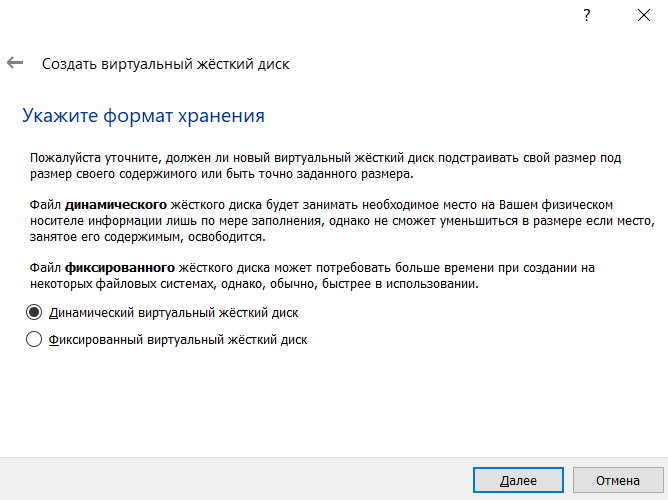 ?
Создать виртуальный жёсткий диск
Укажите формат хранения
Пожалуйста уточните, должен ли новый виртуальный жёсткий диск подстраивать свой размер под
размер своего содержимого или быть точно заданного размера.
Файл динамического жёсткого диска будет занимать необходимое место на Вашем физическом
носителе информации лишь по мере заполнения, однако не сможет уменьшиться в размере если место,
занятое его содержимым, освободится.
Файл фиксированного жёсткого диска может потребовать больше времени при создании на
некоторых файловых системах, однако, обычно, быстрее в использовании.
Динамический виртуальный жёсткий диск
Фиксированный виртуальный жёсткий диск
Далее Отмена